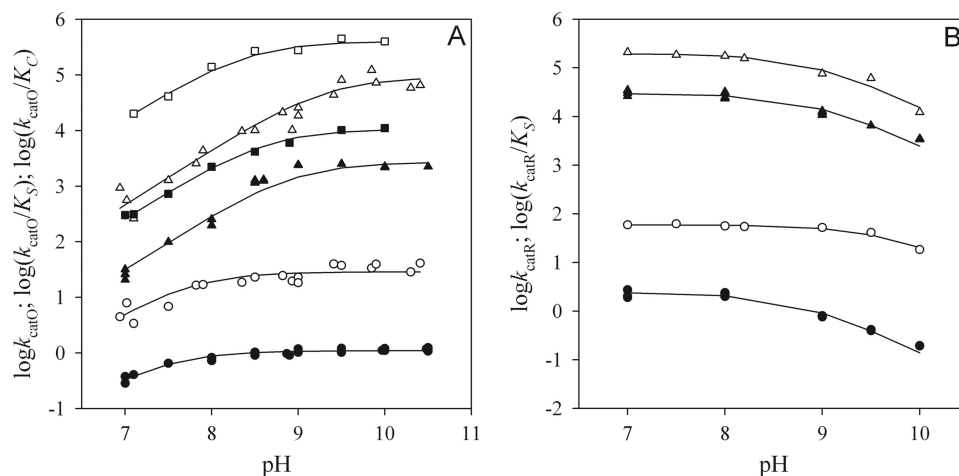 A
log k_catO; log(k_catO/K_S); log(k_catO/K_C)
6
5
4
3
2
1
0
-1
7 8 9 10 11
pH
B
log k_catR; log(k_catR/K_S)
6
5
4
3
2
1
0
-1
-2
7 8 9 10
pH